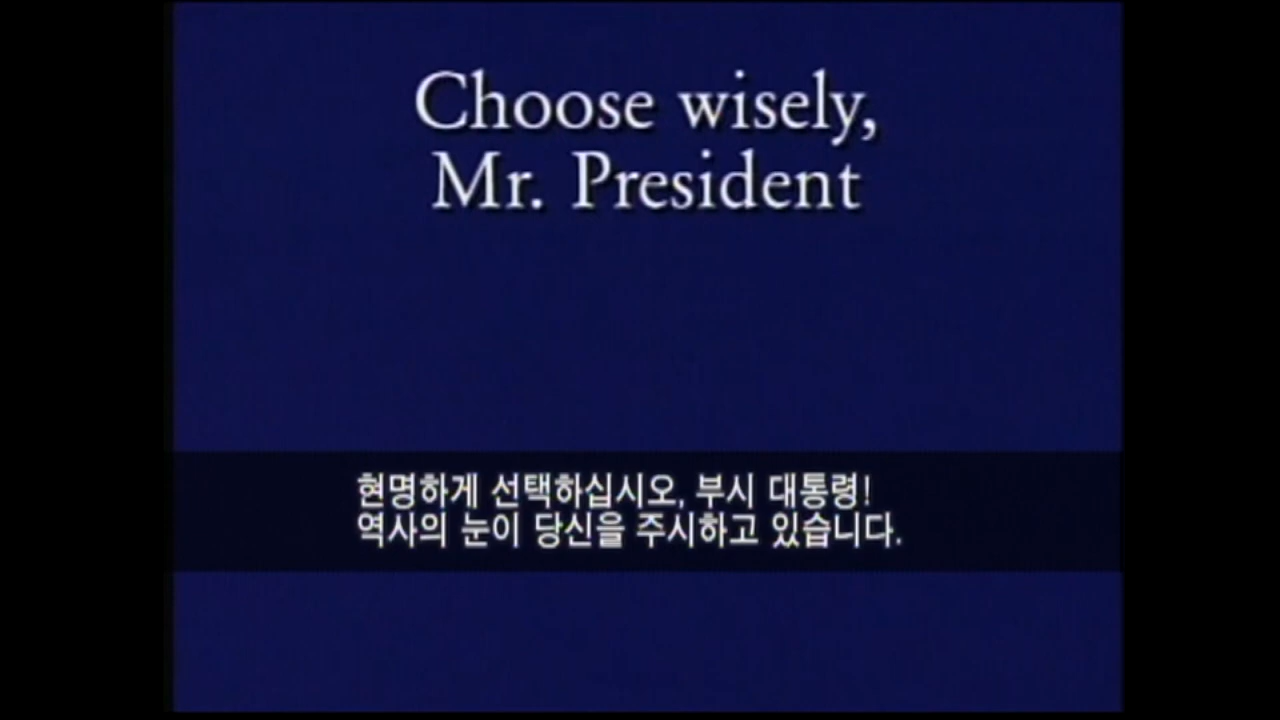 Choose wisely,
Mr. President
현명하게 선택하십시오, 부시 대통령!
역사의 눈이 당신을 주시하고 있습니다.